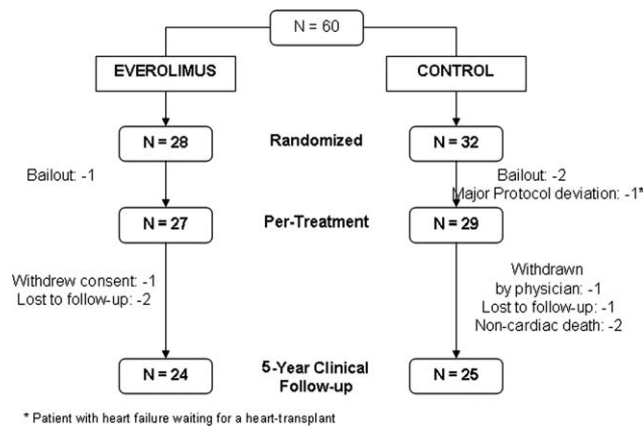 N = 60
EVEROLIMUS
CONTROL
N = 28
Randomized
N = 32
Bailout: -1
Bailout: -2
Major Protocol deviation: -1*
N = 27
Per-Treatment
N = 29
Withdrew consent: -1
Lost to follow-up: -2
Withdrawn
by physician: -1
Lost to follow-up: -1
Non-cardiac death: -2
N = 24
5-Year Clinical
Follow-up
N = 25
* Patient with heart failure waiting for a heart-transplant